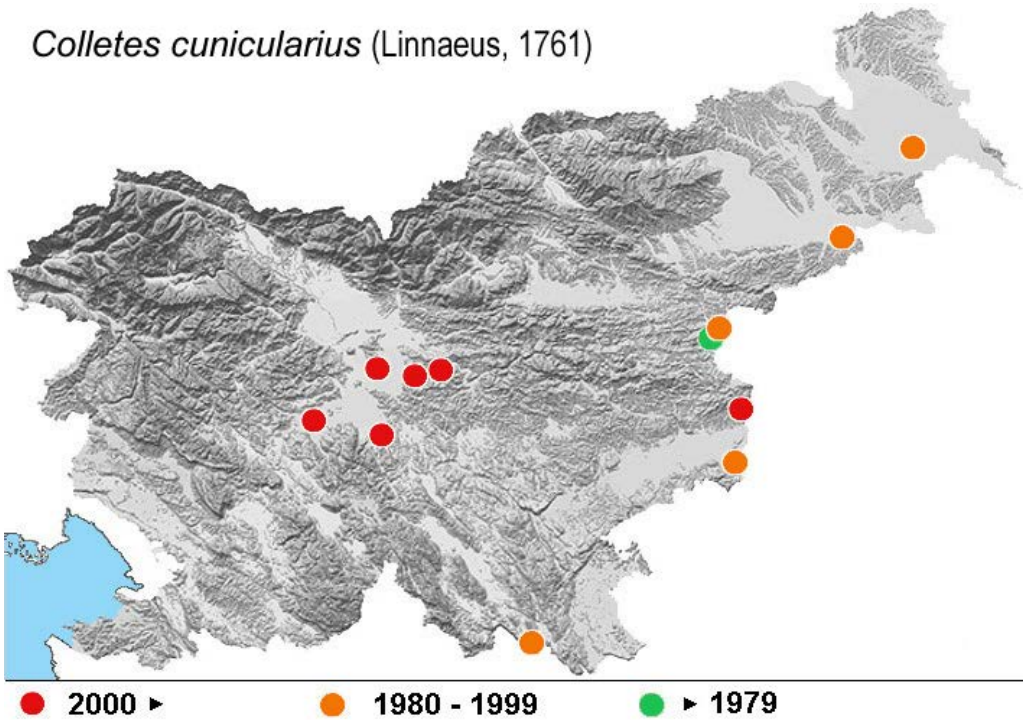 Colletes cunicularius (Linnaeus, 1761)
2000 ► 1980 - 1999 ► 1979